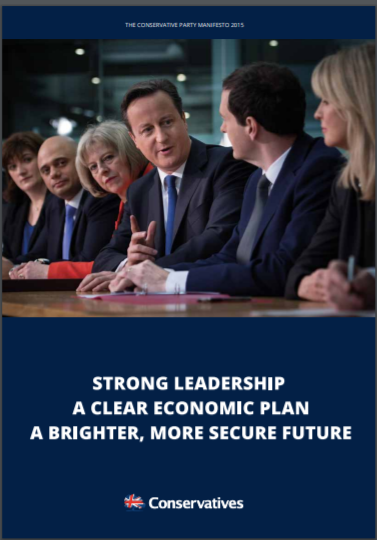 THE CONSERVATIVE PARTY MANIFESTO 2015
STRONG LEADERSHIP
A CLEAR ECONOMIC PLAN
A BRIGHTER, MORE SECURE FUTURE
Conservatives